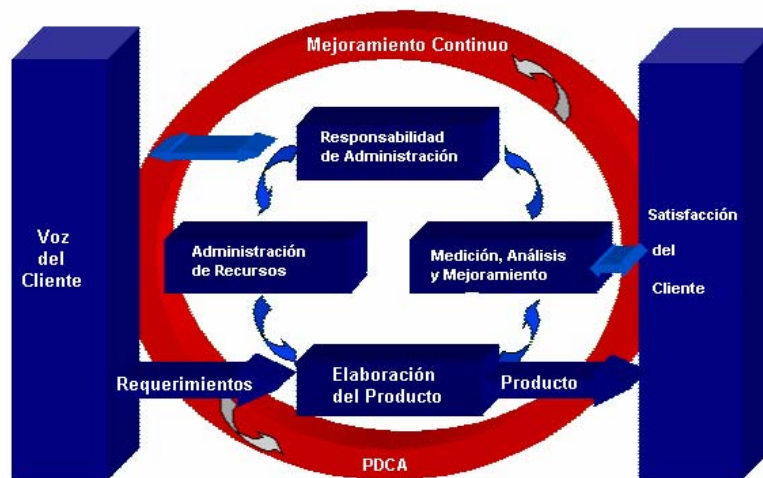 Mejoramiento Continuo
Responsabilidad
de Administración
Voz
del
Cliente
Administración
de Recursos
Medición, Análisis
y Mejoramiento
Satisfacción
del
Cliente
Requerimientos
Elaboración
del Producto
Producto
PDCA